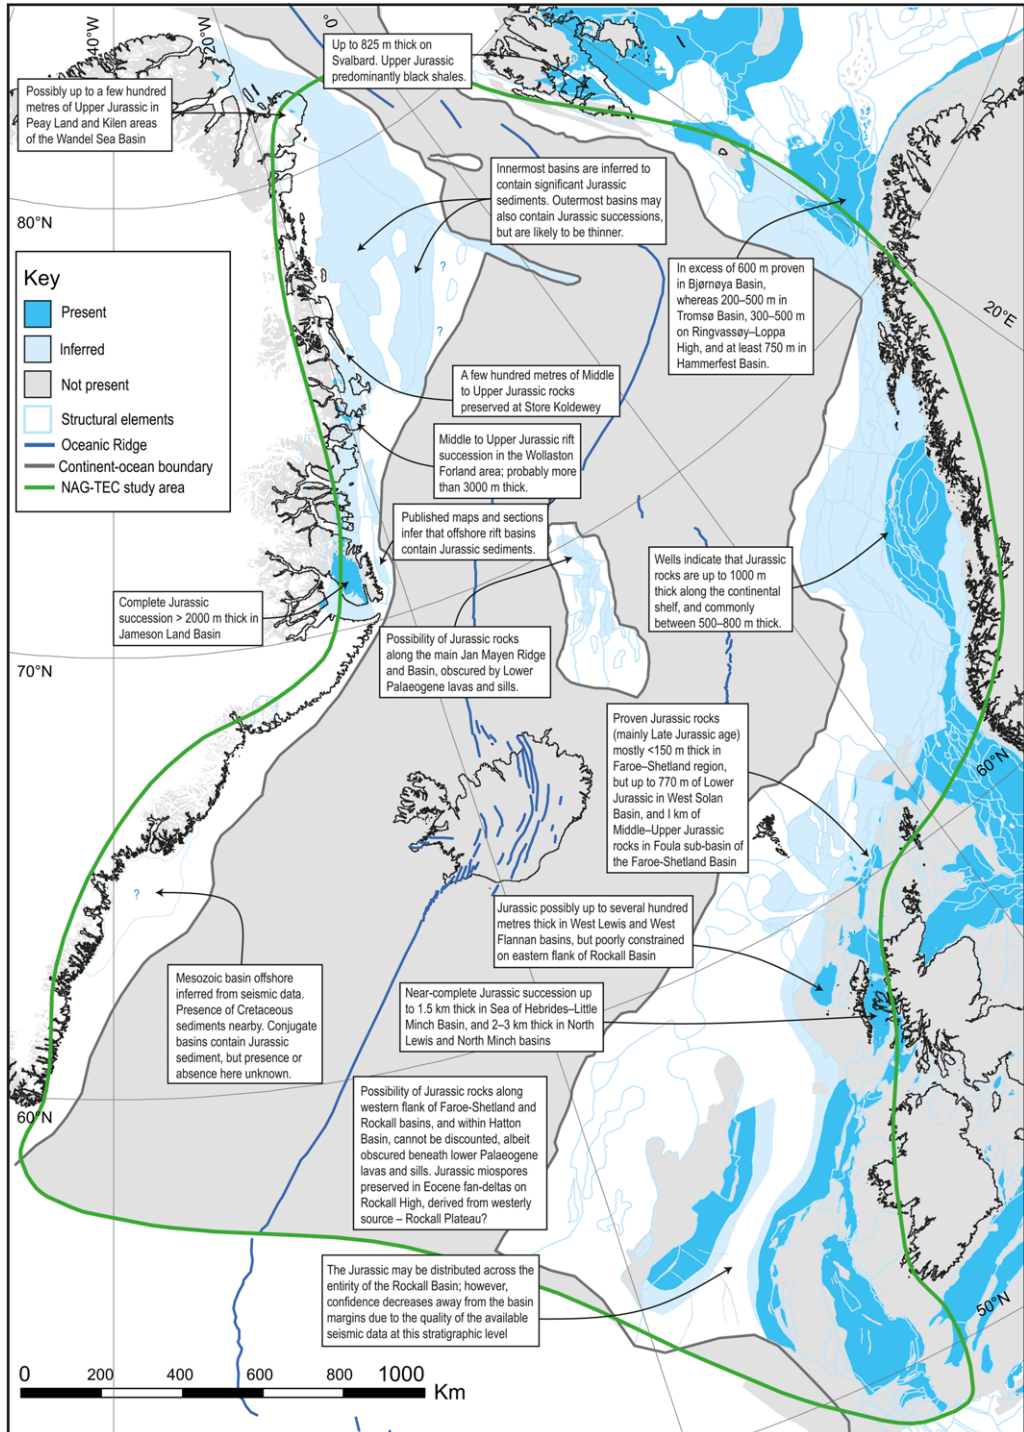 40°W
20°W
0°
Up to 825 m thick on
Svalbard. Upper Jurassic
predominantly black shales.
Possibly up to a few hundred
metres of Upper Jurassic in
Peay Land and Kilen areas
of the Wandel Sea Basin
Innermost basins are inferred to
contain significant Jurassic
sediments. Outermost basins may
also contain Jurassic successions,
but are likely to be thinner.
80°N
Key
Present
Inferred
Not present
Structural elements
Oceanic Ridge
Continent-ocean boundary
NAG-TEC study area
?
?
In excess of 600 m proven
in Bjørnøya Basin,
whereas 200–500 m in
Tromsø Basin, 300–500 m
on Ringvassøy–Loppa
High, and at least 750 m in
Hammerfest Basin.
20°E
A few hundred metres of Middle
to Upper Jurassic rocks
preserved at Store Koldewey
Middle to Upper Jurassic rift
succession in the Wollaston
Forland area; probably more
than 3000 m thick.
Published maps and sections
infer that offshore rift basins
contain Jurassic sediments.
Wells indicate that Jurassic
rocks are up to 1000 m
thick along the continental
shelf, and commonly
between 500–800 m thick.
Complete Jurassic
succession > 2000 m thick in
Jameson Land Basin
Possibility of Jurassic rocks
along the main Jan Mayen Ridge
and Basin, obscured by Lower
Palaeogene lavas and sills.
70°N
Proven Jurassic rocks
(mainly Late Jurassic age)
mostly <150 m thick in
Faroe–Shetland region,
but up to 770 m of Lower
Jurassic in West Solan
Basin, and I km of
Middle–Upper Jurassic
rocks in Foula sub-basin of
the Faroe-Shetland Basin
60°N
?
Jurassic possibly up to several hundred
metres thick in West Lewis and West
Flannan basins, but poorly constrained
on eastern flank of Rockall Basin
Mesozoic basin offshore
inferred from seismic data.
Presence of Cretaceous
sediments nearby. Conjugate
basins contain Jurassic
sediment, but presence or
absence here unknown.
Near-complete Jurassic succession up
to 1.5 km thick in Sea of Hebrides–Little
Minch Basin, and 2–3 km thick in North
Lewis and North Minch basins
60°N
Possibility of Jurassic rocks along
western flank of Faroe-Shetland and
Rockall basins, and within Hatton
Basin, cannot be discounted, albeit
obscured beneath lower Palaeogene
lavas and sills. Jurassic miospores
preserved in Eocene fan-deltas on
Rockall High, derived from westerly
source – Rockall Plateau?
The Jurassic may be distributed across the
entirity of the Rockall Basin; however,
confidence decreases away from the basin
margins due to the quality of the available
seismic data at this stratigraphic level
50°N
0 200 400 600 800 1000
Km